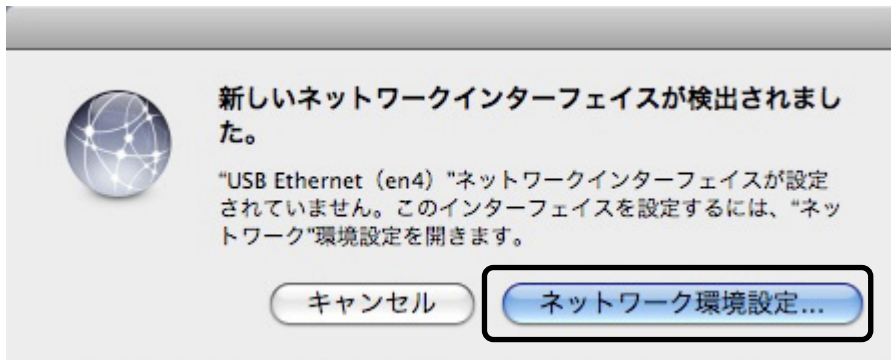 新しいネットワークインターフェイスが検出されまし
た。
“USB Ethernet（en4）”ネットワークインターフェイスが設定
されていません。このインターフェイスを設定するには、“ネッ
トワーク”環境設定を開きます。
キャンセル ネットワーク環境設定...